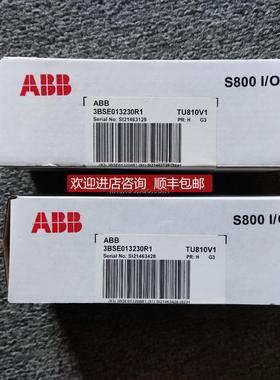 ABB
S800 I/O
ABB
3BSE013230R1 TU810V1
Serial No: SI21463129 PR: H G3
欢迎进店咨询 顺丰包邮
ABB
S800 I/
ABB
3BSE013230R1 TU810V1
Serial No: SI21463428 PR: H G3